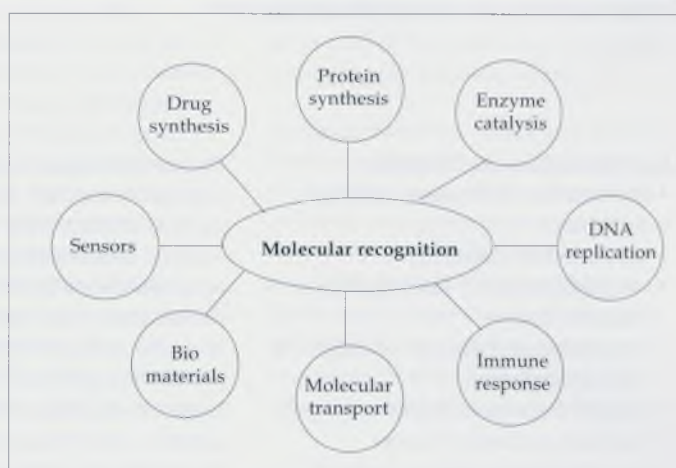 Protein
synthesis
Drug
synthesis
Enzyme
catalysis
Sensors
Molecular recognition
DNA
replication
Bio
materials
Molecular
transport
Immune
response